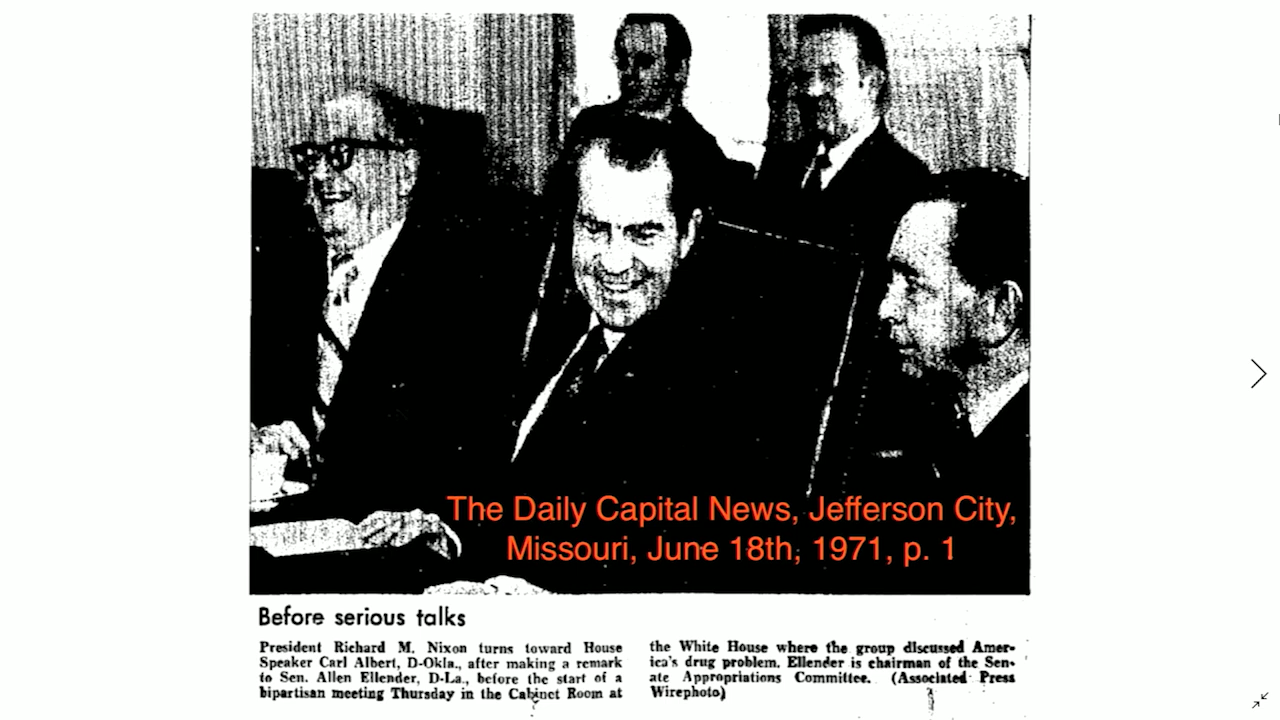 The Daily Capital News, Jefferson City,
Missouri, June 18th, 1971, p. 1
Before serious talks
President Richard M. Nixon turns toward House
Speaker Carl Albert, D-Okla., after making a remark
to Sen. Allen Ellender, D-La., before the start of a
bipartisan meeting Thursday in the Cabinet Room at
the White House where the group discussed Amer-
ica's drug problem. Ellender is chairman of the Sen-
ate Appropriations Committee. (Associated Press
Wirephoto)